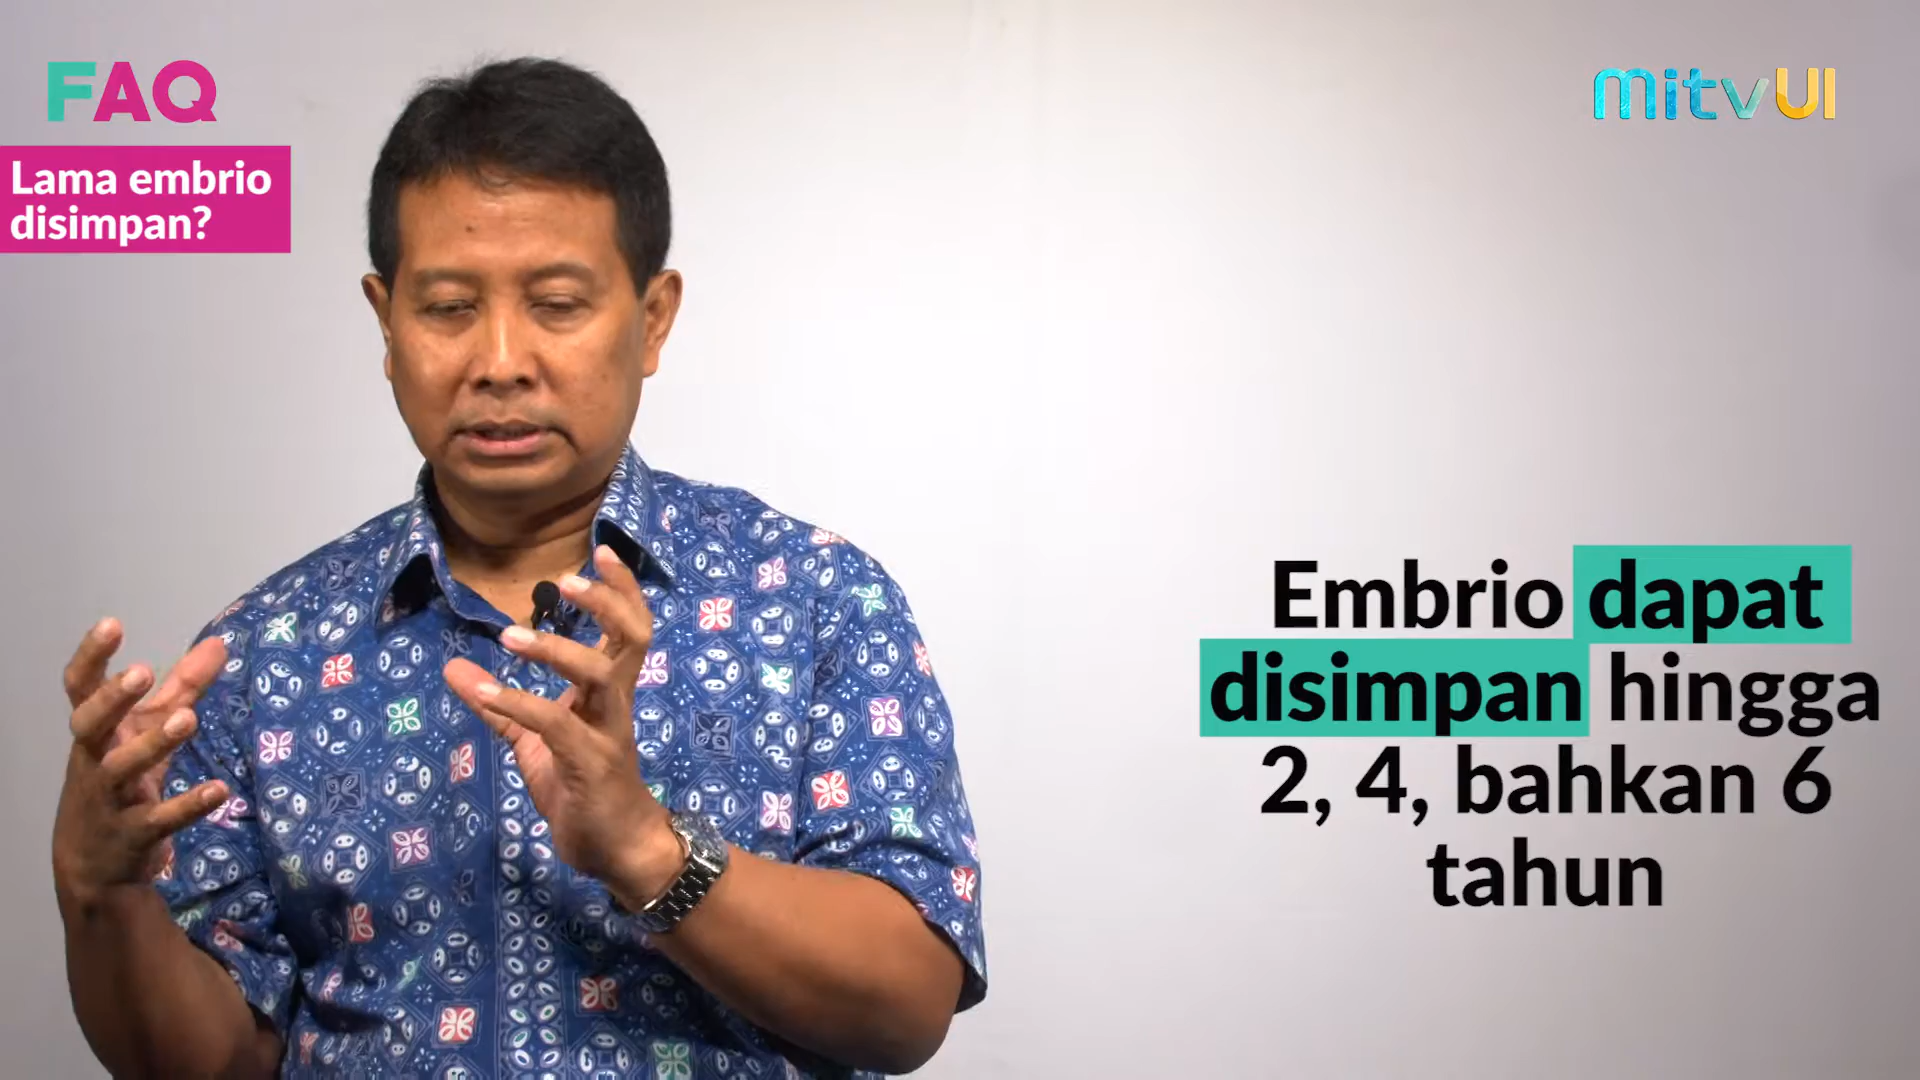 FAQ
Lama embrio
disimpan?
MitvUI
Embrio dapat
disimpan hingga
2, 4, bahkan 6
tahun